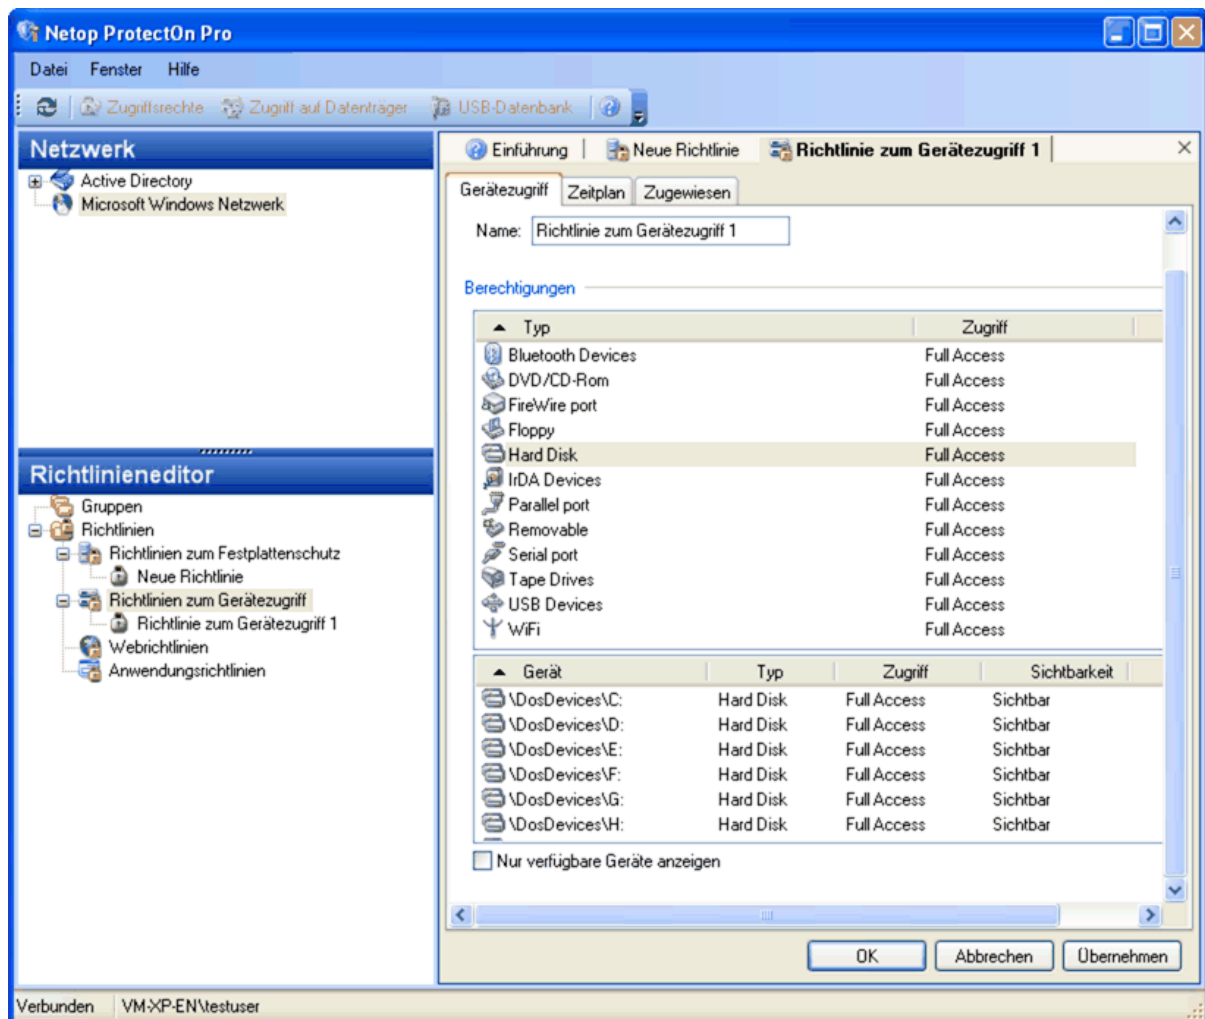 Netop ProtectOn Pro
Datei Fenster Hilfe
Zugriffsrechte Zugriff auf Datenträger USB-Datenbank
Netzwerk
Active Directory
Microsoft Windows Netzwerk
Richtlinieneditor
Gruppen
Richtlinien
Richtlinien zum Festplattenschutz
Neue Richtlinie
Richtlinien zum Gerätezugriff
Richtlinie zum Gerätezugriff 1
Webrichtlinien
Anwendungsrichtlinien
Einführung Neue Richtlinie Richtlinie zum Gerätezugriff 1
Gerätezugriff Zeitplan Zugewiesen
Name: Richtlinie zum Gerätezugriff 1
Berechtigungen
Typ Zugriff
Bluetooth Devices Full Access
DVD/CD-Rom Full Access
FireWire port Full Access
Floppy Full Access
Hard Disk Full Access
IrDA Devices Full Access
Parallel port Full Access
Removable Full Access
Serial port Full Access
Tape Drives Full Access
USB Devices Full Access
WiFi Full Access
Gerät Typ Zugriff Sichtbarkeit
\DosDevices\C: Hard Disk Full Access Sichtbar
\DosDevices\D: Hard Disk Full Access Sichtbar
\DosDevices\E: Hard Disk Full Access Sichtbar
\DosDevices\F: Hard Disk Full Access Sichtbar
\DosDevices\G: Hard Disk Full Access Sichtbar
\DosDevices\H: Hard Disk Full Access Sichtbar
Nur verfügbare Geräte anzeigen
OK Abbrechen Übernehmen
Verbunden VM-XP-EN\testuser